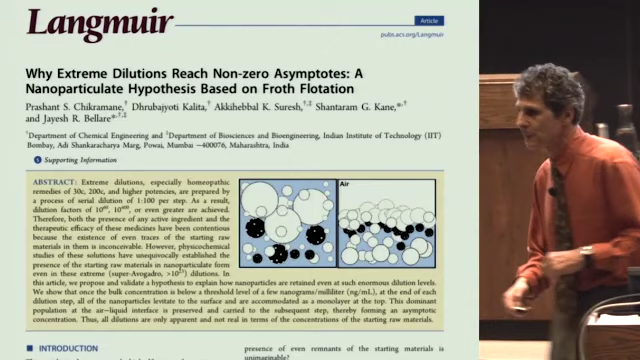 Langmuir
Article
pubs.acs.org/Langmuir
Why Extreme Dilutions Reach Non-zero Asymptotes: A
Nanoparticulate Hypothesis Based on Froth Flotation
Prashant S. Chikramane,† Dhrubajyoti Kalita,† Akkihebbal K. Suresh,†,‡ Shantaram G. Kane,*,†
and Jayesh R. Bellare*,†,‡
†Department of Chemical Engineering and ‡Department of Biosciences and Bioengineering, Indian Institute of Technology (IIT)
Bombay, Adi Shankaracharya Marg, Powai, Mumbai −400076, Maharashtra, India
Supporting Information
ABSTRACT: Extreme dilutions, especially homeopathic
remedies of 30c, 200c, and higher potencies, are prepared by
a process of serial dilution of 1:100 per step. As a result,
dilution factors of 10⁶⁰, 10⁴⁰⁰, or even greater are achieved.
Therefore, both the presence of any active ingredient and the
therapeutic efficacy of these medicines have been contentious
because the existence of even traces of the starting raw
materials in them is inconceivable. However, physicochemical
studies of these solutions have unequivocally established the
presence of the starting raw materials in nanoparticulate form
even in these extreme (super-Avogadro, >10²³) dilutions. In
this article, we propose and validate a hypothesis to explain how nanoparticles are retained even at such enormous dilution levels.
We show that once the bulk concentration is below a threshold level of a few nanograms/milliliter (ng/mL), at the end of each
dilution step, all of the nanoparticles levitate to the surface and are accommodated as a monolayer at the top. This dominant
population at the air−liquid interface is preserved and carried to the subsequent step, thereby forming an asymptotic
concentration. Thus, all dilutions are only apparent and not real in terms of the concentrations of the starting raw materials.
Air
INTRODUCTION
presence of even remnants of the starting materials is
unimaginable?